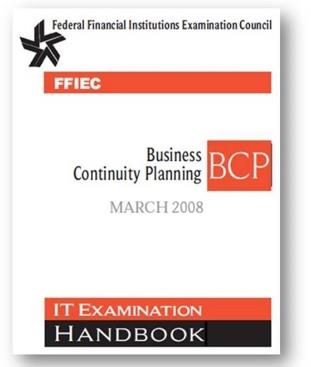 Federal Financial Institutions Examination Council
FFIEC
Business
Continuity Planning
BCP
MARCH 2008
IT EXAMINATION
HANDBOOK